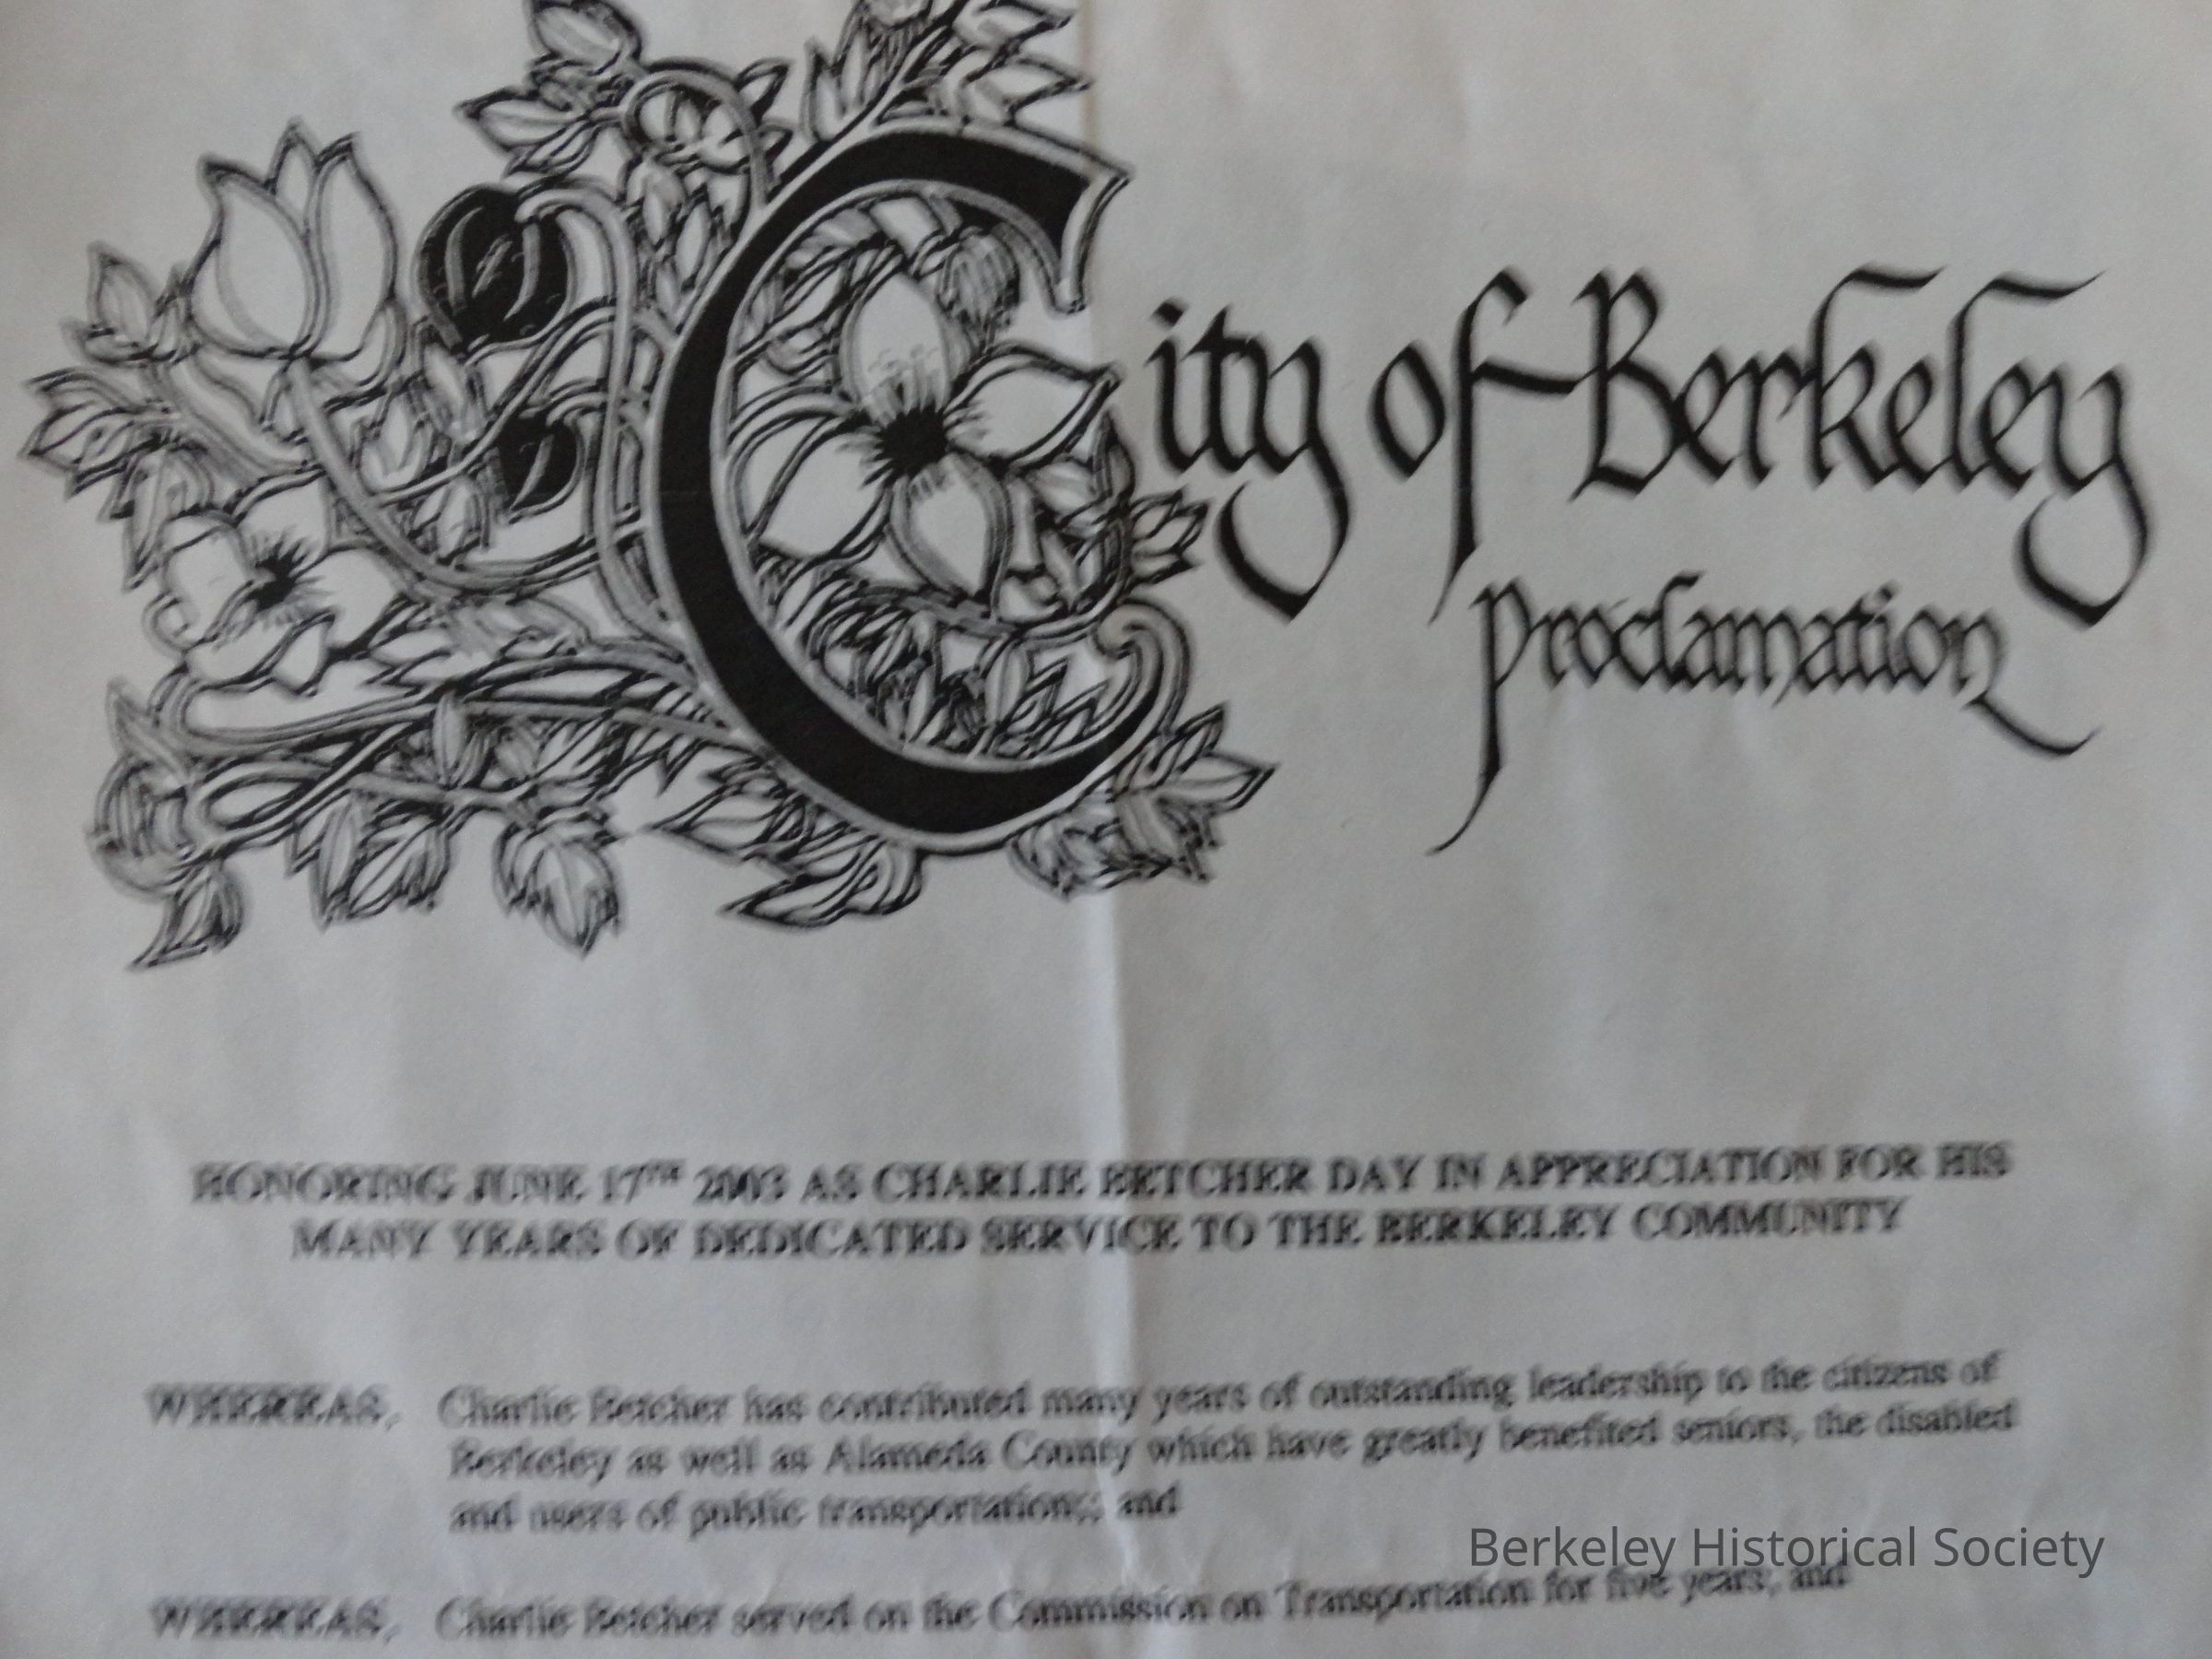 City of Berkeley
Proclamation
HONORING JUNE 17TH 2003 AS CHARLIE BETCHER DAY IN APPRECIATION FOR HIS
MANY YEARS OF DEDICATED SERVICE TO THE BERKELEY COMMUNITY
WHEREAS, Charlie Betcher has contributed many years of outstanding leadership to the citizens of
Berkeley as well as Alameda County which have greatly benefited seniors, the disabled
and users of public transportation;; and
Berkeley Historical Society
WHEREAS, Charlie Betcher served on the Commission on Transportation for five years; and